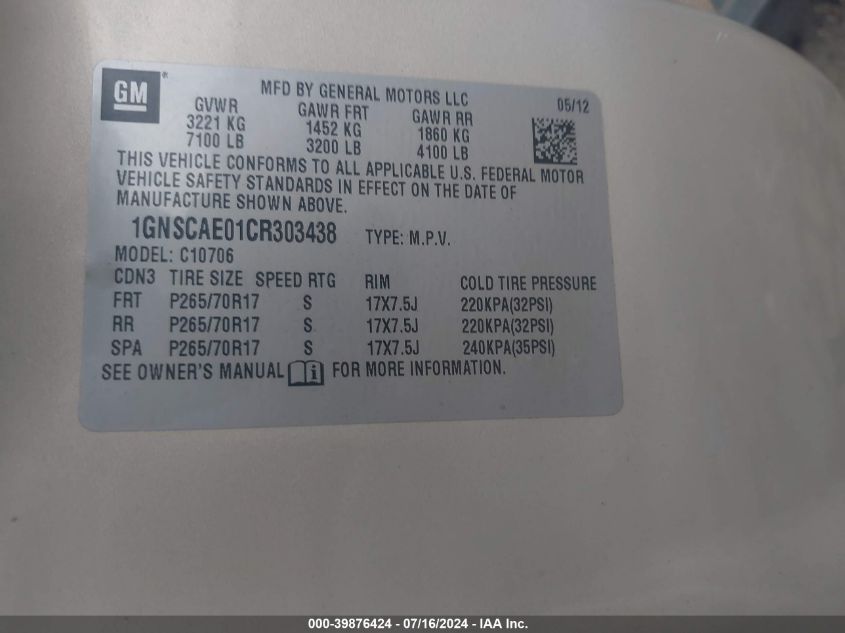 GM
MFD BY GENERAL MOTORS LLC 05/12
GVWR GAWR FRT GAWR RR
3221 KG 1452 KG 1860 KG
7100 LB 3200 LB 4100 LB
THIS VEHICLE CONFORMS TO ALL APPLICABLE U.S. FEDERAL MOTOR
VEHICLE SAFETY STANDARDS IN EFFECT ON THE DATE OF
MANUFACTURE SHOWN ABOVE.
1GNSCAE01CR303438 TYPE: M.P.V.
MODEL: C10706
CDN3 TIRE SIZE SPEED RTG RIM COLD TIRE PRESSURE
FRT P265/70R17 S 17X7.5J 220KPA(32PSI)
RR P265/70R17 S 17X7.5J 220KPA(32PSI)
SPA P265/70R17 S 17X7.5J 240KPA(35PSI)
SEE OWNER'S MANUAL i FOR MORE INFORMATION.
000-39876424 - 07/16/2024 - IAA Inc.